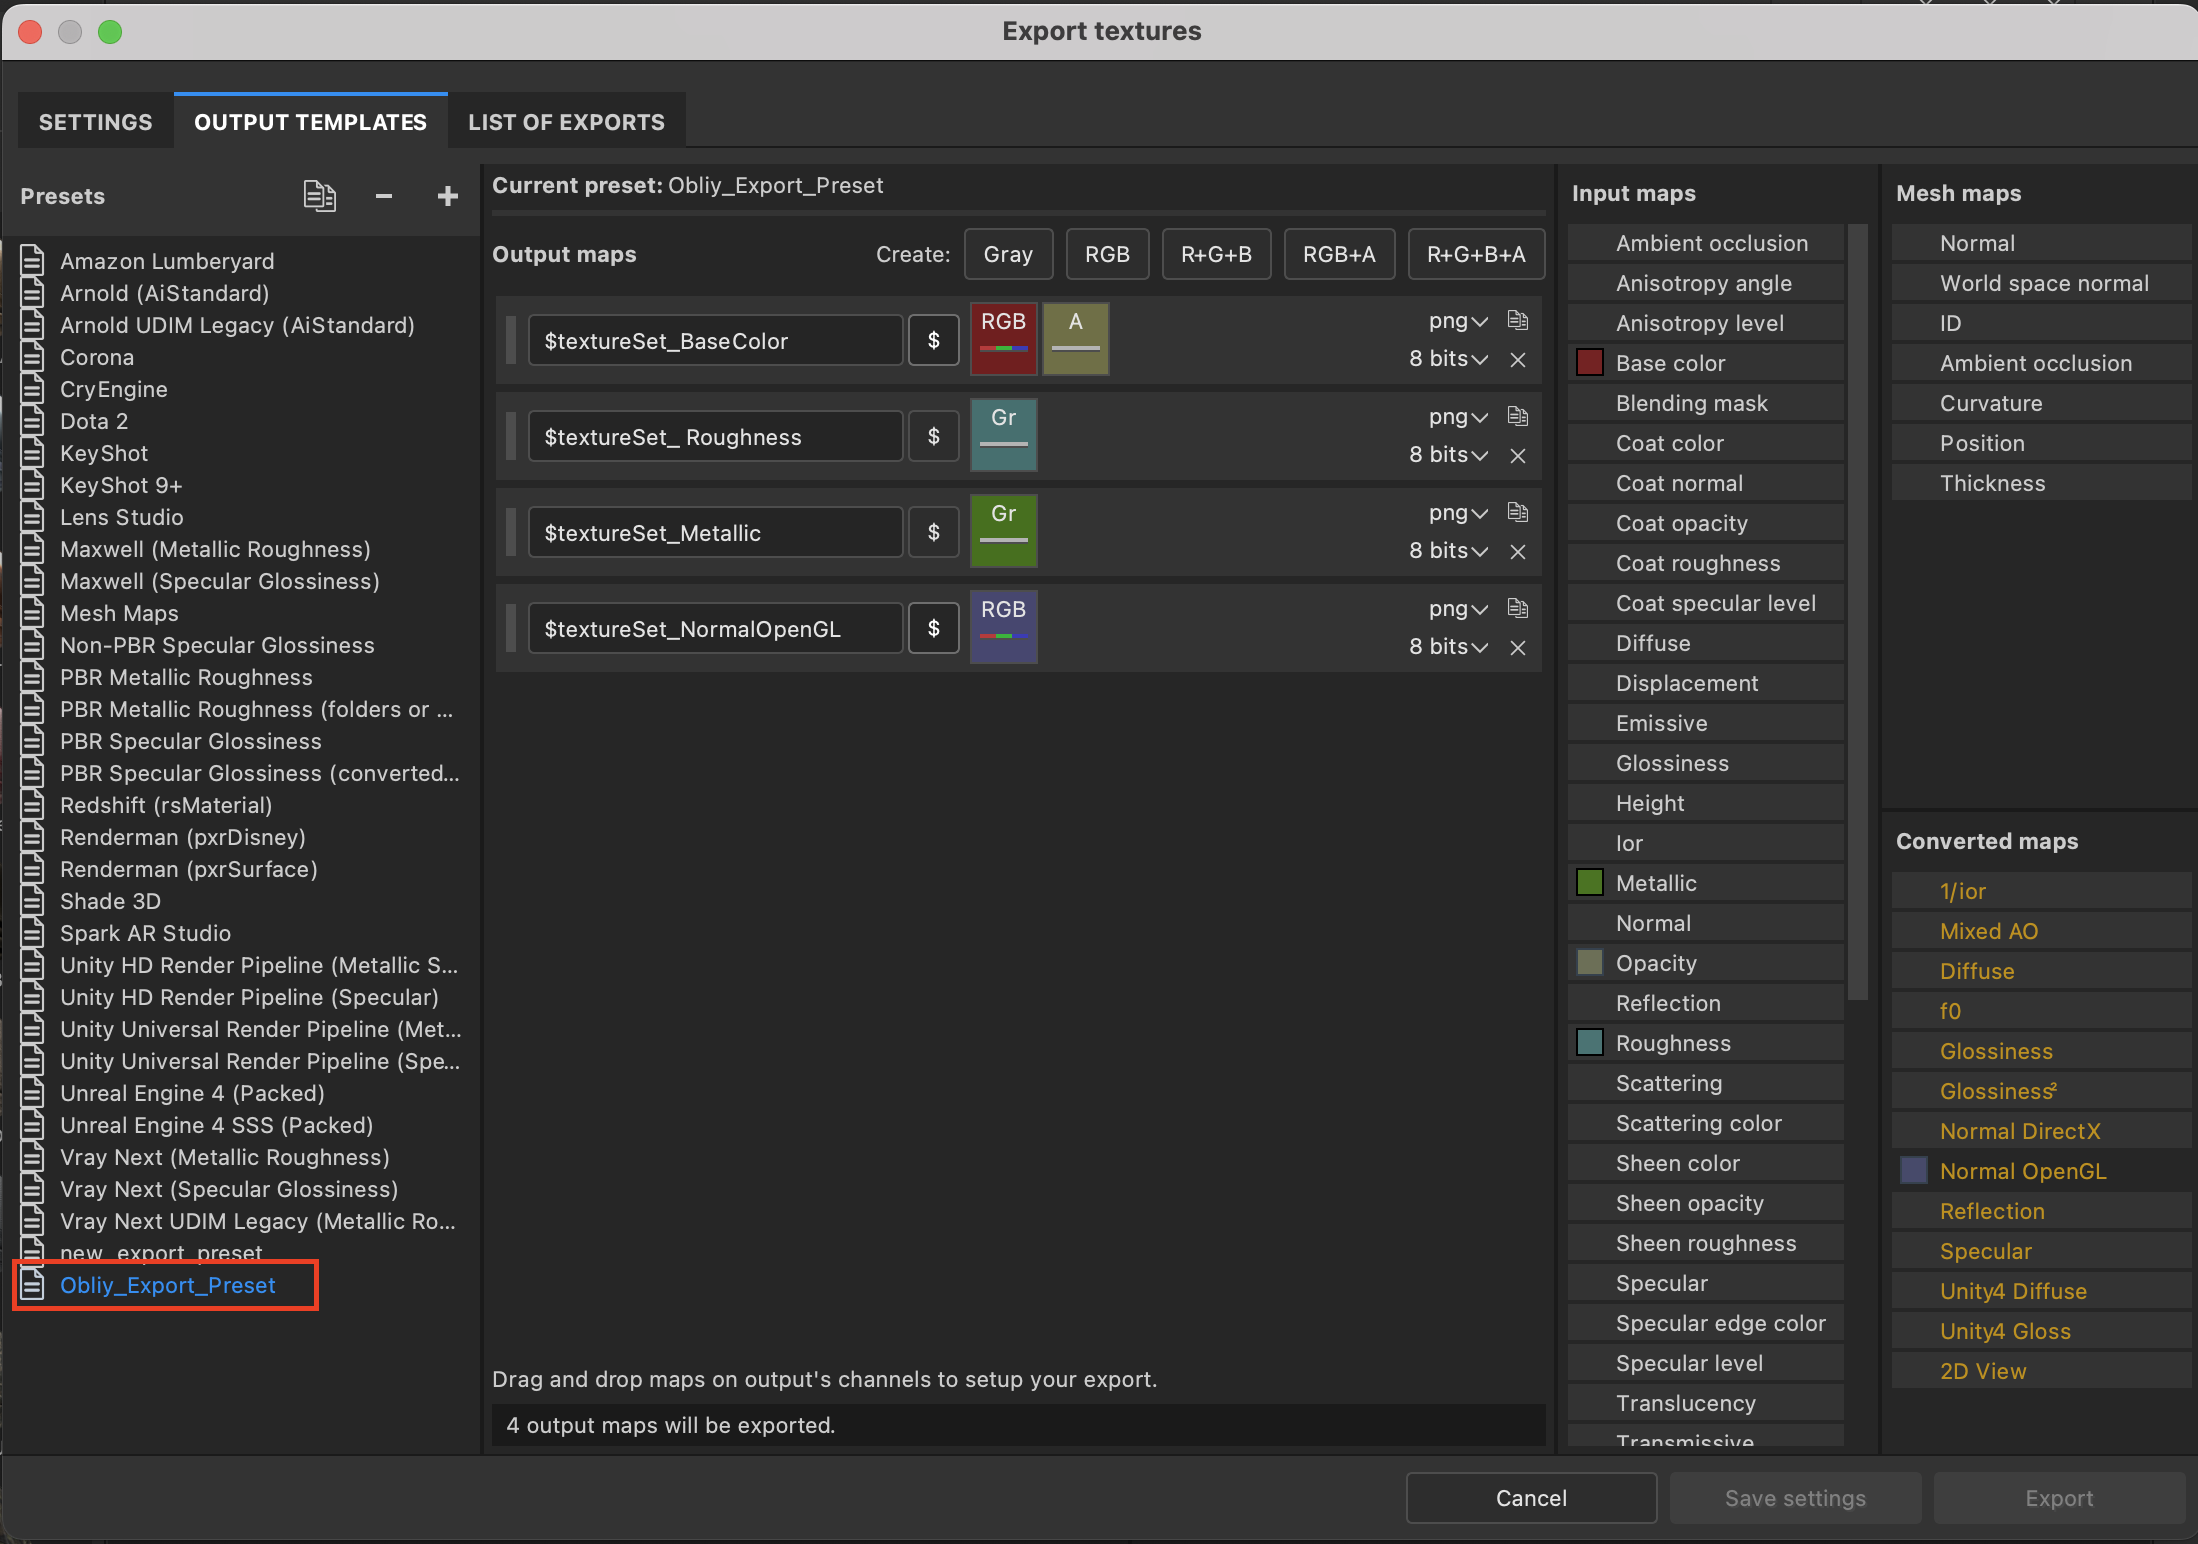 Export textures
SETTINGS
OUTPUT TEMPLATES
LIST OF EXPORTS
Presets
Amazon Lumberyard
Arnold (AiStandard)
Arnold UDIM Legacy (AiStandard)
Corona
CryEngine
Dota 2
KeyShot
KeyShot 9+
Lens Studio
Maxwell (Metallic Roughness)
Maxwell (Specular Glossiness)
Mesh Maps
Non-PBR Specular Glossiness
PBR Metallic Roughness
PBR Metallic Roughness (folders or ...
PBR Specular Glossiness
PBR Specular Glossiness (converted...
Redshift (rsMaterial)
Renderman (pxrDisney)
Renderman (pxrSurface)
Shade 3D
Spark AR Studio
Unity HD Render Pipeline (Metallic S...
Unity HD Render Pipeline (Specular)
Unity Universal Render Pipeline (Met...
Unity Universal Render Pipeline (Spe...
Unreal Engine 4 (Packed)
Unreal Engine 4 SSS (Packed)
Vray Next (Metallic Roughness)
Vray Next (Specular Glossiness)
Vray Next UDIM Legacy (Metallic Ro...
new_export_preset
Obliy_Export_Preset
Current preset: Obliy_Export_Preset
Output maps
Create:
Gray
RGB
R+G+B
RGB+A
R+G+B+A
$textureSet_BaseColor
$
RGB
A
png
8 bits
$textureSet_ Roughness
$
Gr
png
8 bits
$textureSet_Metallic
$
Gr
png
8 bits
$textureSet_NormalOpenGL
$
RGB
png
8 bits
Drag and drop maps on output's channels to setup your export.
4 output maps will be exported.
Input maps
Ambient occlusion
Anisotropy angle
Anisotropy level
Base color
Blending mask
Coat color
Coat normal
Coat opacity
Coat roughness
Coat specular level
Diffuse
Displacement
Emissive
Glossiness
Height
Ior
Metallic
Normal
Opacity
Reflection
Roughness
Scattering
Scattering color
Sheen color
Sheen opacity
Sheen roughness
Specular
Specular edge color
Specular level
Translucency
Transmissive
Mesh maps
Normal
World space normal
ID
Ambient occlusion
Curvature
Position
Thickness
Converted maps
1/ior
Mixed AO
Diffuse
f0
Glossiness
Glossiness²
Normal DirectX
Normal OpenGL
Reflection
Specular
Unity4 Diffuse
Unity4 Gloss
2D View
Cancel
Save settings
Export